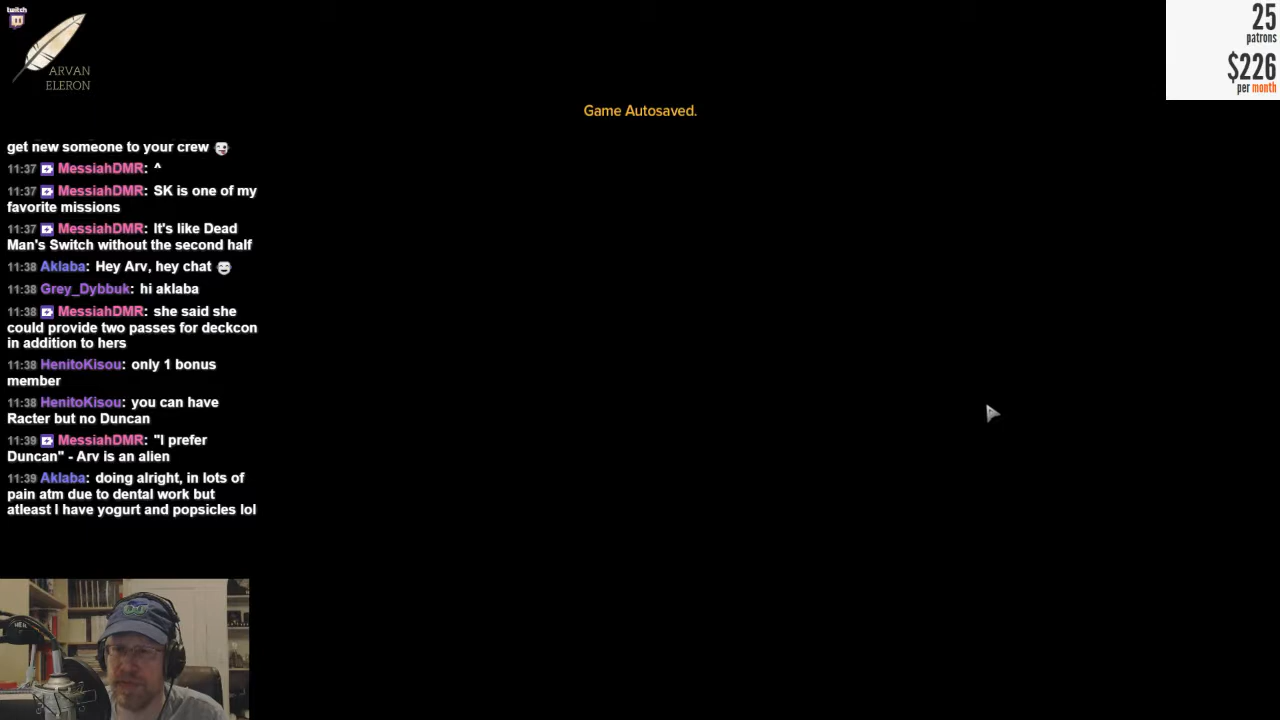 twitch
ARVAN
ELERON
25
patrons
$226
per month
Game Autosaved.
get new someone to your crew
11:37 MessiahDMR: ^
11:37 MessiahDMR: SK is one of my
favorite missions
11:37 MessiahDMR: It's like Dead
Man's Switch without the second half
11:38 Aklaba: Hey Arv, hey chat
11:38 Grey_Dybbuk: hi aklaba
11:38 MessiahDMR: she said she
could provide two passes for deckcon
in addition to hers
11:38 HenitoKisou: only 1 bonus
member
11:38 HenitoKisou: you can have
Racter but no Duncan
11:39 MessiahDMR: "I prefer
Duncan" - Arv is an alien
11:39 Aklaba: doing alright, in lots of
pain atm due to dental work but
atleast I have yogurt and popsicles lol